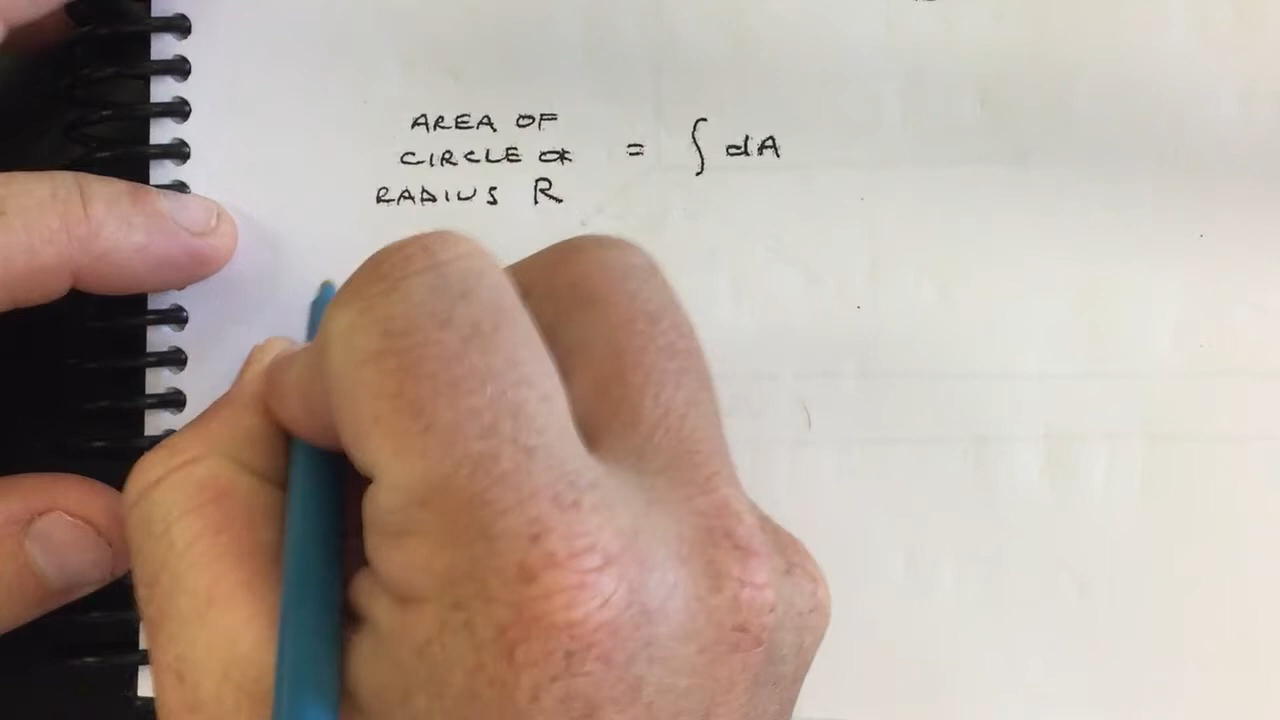 AREA OF
CIRCLE OF = ∫ dA
RADIUS R